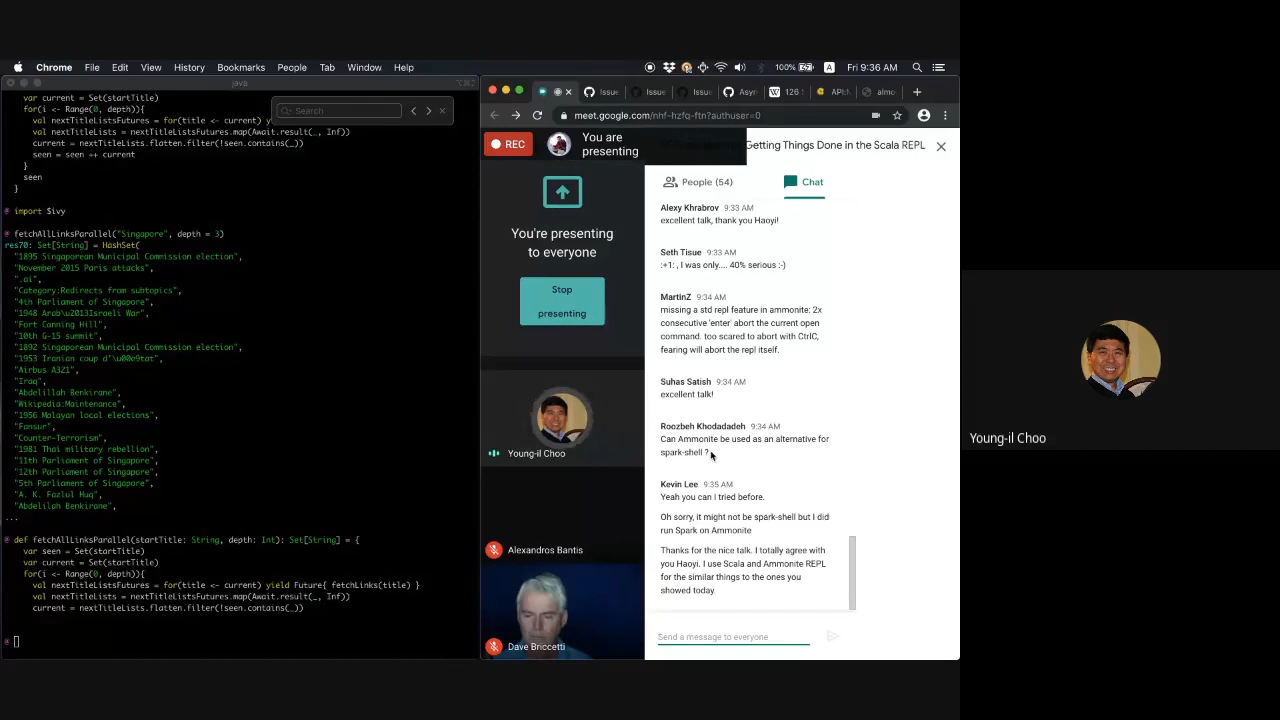 Chrome File Edit View History Bookmarks People Tab Window Help
100% A Fri 9:36 AM
java
var current = Set(startTitle)
for(i <- Range(0, depth)){
val nextTitleListsFutures = for(title <- current) yi
val nextTitleLists = nextTitleListsFutures.map(Await.result(_, Inf))
current = nextTitleLists.flatten.filter(!seen.contains(_))
seen = seen ++ current
}
seen
}
@ import $ivy
@ fetchAllLinksParallel("Singapore", depth = 3)
res70: Set[String] = HashSet(
"1895 Singaporean Municipal Commission election",
"November 2015 Paris attacks",
".ai",
"Category:Redirects from subtopics",
"4th Parliament of Singapore",
"1948 Arab\u2013Israeli War",
"Fort Canning Hill",
"10th G-15 summit",
"1892 Singaporean Municipal Commission election",
"1953 Iranian coup d'\u00e9tat",
"Airbus A321",
"Iraq",
"Abdelillah Benkirane",
"Wikipedia:Maintenance",
"1956 Malayan local elections",
"Fansur",
"Counter-Terrorism",
"1981 Thai military rebellion",
"11th Parliament of Singapore",
"12th Parliament of Singapore",
"5th Parliament of Singapore",
"A. K. Fazlul Huq",
"Abdelilah Benkirane",
...
@ def fetchAllLinksParallel(startTitle: String, depth: Int): Set[String] = {
var seen = Set(startTitle)
var current = Set(startTitle)
for(i <- Range(0, depth)){
val nextTitleListsFutures = for(title <- current) yield Future{ fetchLinks(title) }
val nextTitleLists = nextTitleListsFutures.map(Await.result(_, Inf))
current = nextTitleLists.flatten.filter(!seen.contains(_))
@
Search
Issue Issue Issue Asyn W 126 API almo
meet.google.com/nhf-hzfq-ftn?authuser=0
REC
You are
presenting
Getting Things Done in the Scala REPL
You're presenting
to everyone
Stop
presenting
Young-il Choo
Alexandros Bantis
Dave Briccetti
People (54)
Chat
Alexy Khrabrov 9:33 AM
excellent talk, thank you Haoyi!
Seth Tisue 9:33 AM
:+1: , I was only.... 40% serious :-)
MartinZ 9:34 AM
missing a std repl feature in ammonite: 2x
consecutive 'enter' abort the current open
command. too scared to abort with CtrlC,
fearing will abort the repl itself.
Suhas Satish 9:34 AM
excellent talk!
Roozbeh Khodadadeh 9:34 AM
Can Ammonite be used as an alternative for
spark-shell ?
Kevin Lee 9:35 AM
Yeah you can i tried before.
Oh sorry, it might not be spark-shell but I did
run Spark on Ammonite
Thanks for the nice talk. I totally agree with
you Haoyi. I use Scala and Ammonite REPL
for the similar things to the ones you
showed today.
Send a message to everyone
Young-il Choo